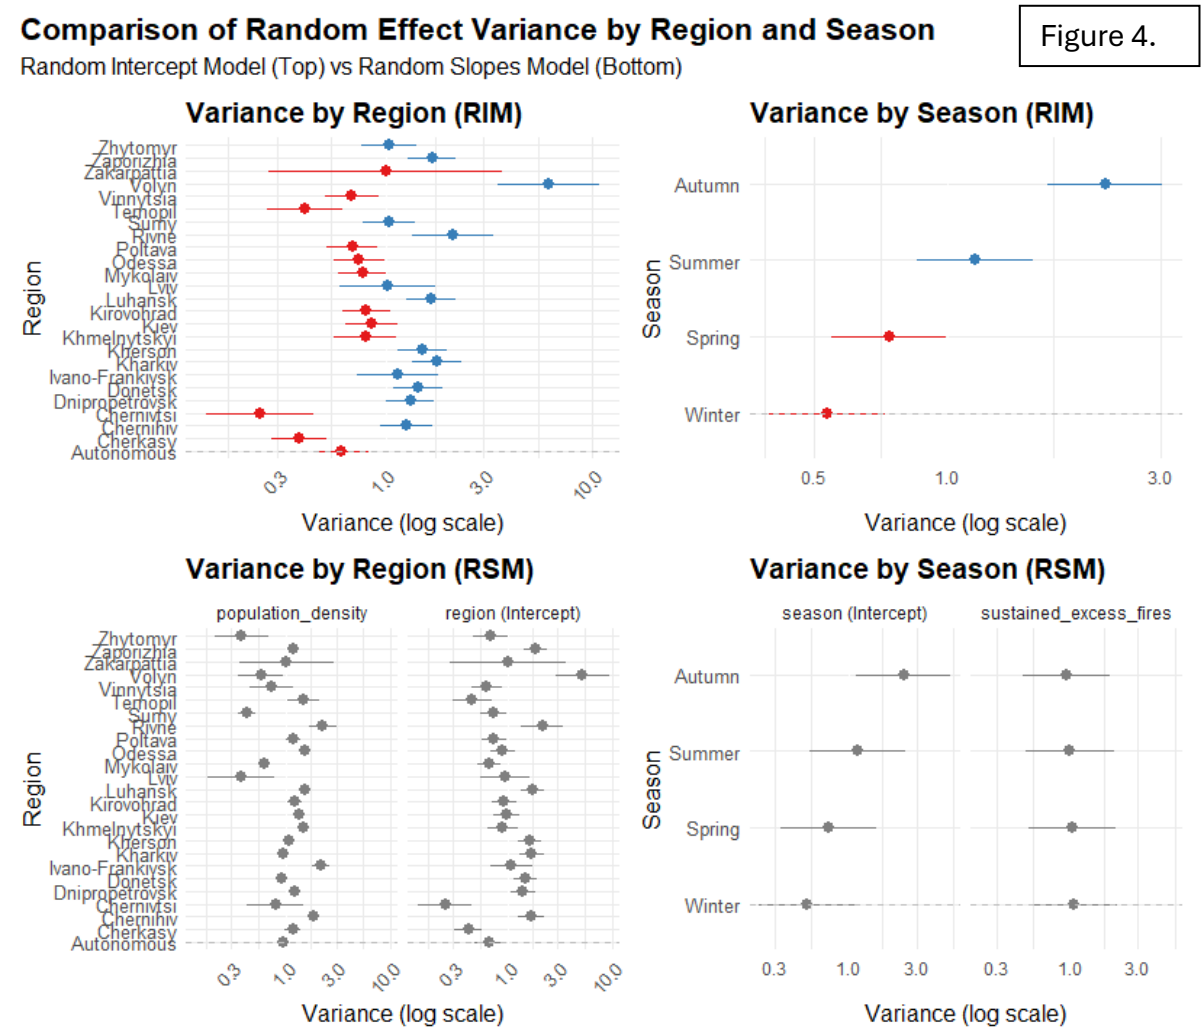 Comparison of Random Effect Variance by Region and Season
Figure 4.
Random Intercept Model (Top) vs Random Slopes Model (Bottom)
Variance by Region (RIM)
Region
Zhytomyr
Zaporizhia
Zakarpattia
Volyn
Vinnytsia
Ternopil
Sumy
Rivne
Poltava
Odessa
Mykolaiv
Lviv
Luhansk
Kirovohrad
Kiev
Khmelnytskyi
Kherson
Kharkiv
Ivano-Frankivsk
Donetsk
Dnipropetrovsk
Chernivtsi
Chernihiv
Cherkasy
Autonomous
0.3 1.0 3.0 10.0
Variance (log scale)
Variance by Season (RIM)
Season
Autumn
Summer
Spring
Winter
0.5 1.0 3.0
Variance (log scale)
Variance by Region (RSM)
population_density region (Intercept)
Region
Zhytomyr
Zaporizhia
Zakarpattia
Volyn
Vinnytsia
Ternopil
Sumy
Rivne
Poltava
Odessa
Mykolaiv
Lviv
Luhansk
Kirovohrad
Kiev
Khmelnytskyi
Kherson
Kharkiv
Ivano-Frankivsk
Donetsk
Dnipropetrovsk
Chernivtsi
Chernihiv
Cherkasy
Autonomous
0.3 1.0 3.0 10.0 0.3 1.0 3.0 10.0
Variance (log scale)
Variance by Season (RSM)
season (Intercept) sustained_excess_fires
Season
Autumn
Summer
Spring
Winter
0.3 1.0 3.0 0.3 1.0 3.0
Variance (log scale)